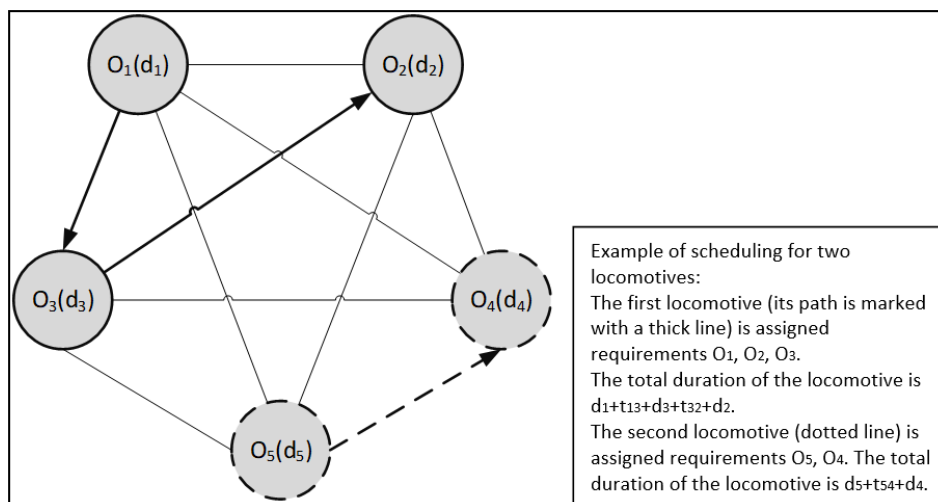 O₁(d₁)
O₂(d₂)
O₃(d₃)
O₄(d₄)
O₅(d₅)
Example of scheduling for two
locomotives:
The first locomotive (its path is marked
with a thick line) is assigned
requirements O₁, O₂, O₃.
The total duration of the locomotive is
d₁+t₁₃+d₃+t₃₂+d₂.
The second locomotive (dotted line) is
assigned requirements O₅, O₄. The total
duration of the locomotive is d₅+t₅₄+d₄.